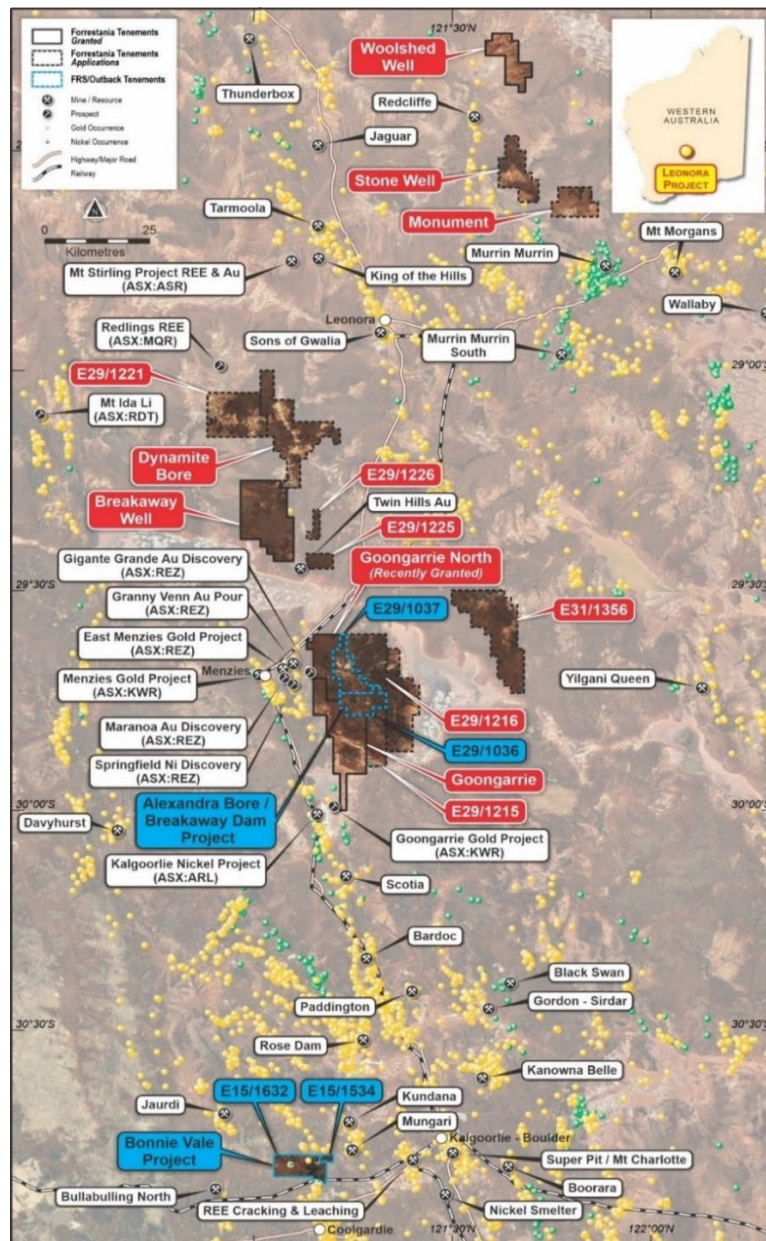 Forrestania Tenements
Granted
Forrestania Tenements
Applications
FRS/Outback Tenements
Mine / Resource
Prospect
Gold Occurrence
Nickel Occurrence
Highway/Major Road
Railway
0
25
Kilometres
121°30'
WESTERN
AUSTRALIA
LEONORA
PROJECT
Woolshed
Well
Thunderbox
Redcliffe
Jaguar
Stone Well
Monument
Tarmoola
Mt Morgans
Murrin Murrin
Mt Stirling Project REE & Au
(ASX:ASR)
King of the Hills
Wallaby
Leonora
Redlings REE
(ASX:MQR)
Sons of Gwalia
Murrin Murrin
South
29°00'
E29/1221
Mt Ida Li
(ASX:RDT)
Dynamite
Bore
E29/1226
Breakaway
Well
Twin Hills Au
E29/1225
Gigante Grande Au Discovery
(ASX:REZ)
Goongarrie North
(Recently Granted)
29°30'
Granny Venn Au Pour
(ASX:REZ)
E29/1037
E31/1356
East Menzies Gold Project
(ASX:REZ)
Menzies
Menzies Gold Project
(ASX:KWR)
Yilgani Queen
E29/1216
Maranoa Au Discovery
(ASX:REZ)
E29/1036
Springfield Ni Discovery
(ASX:REZ)
Goongarrie
Alexandra Bore /
Breakaway Dam
Project
E29/1215
30°00'
Davyhurst
Goongarrie Gold Project
(ASX:KWR)
Kalgoorlie Nickel Project
(ASX:ARL)
Scotia
Bardoc
Black Swan
Paddington
Gordon - Sirdar
30°30'
30°30'
Rose Dam
Kanowna Belle
E15/1632
E15/1534
Kundana
Jaurdi
Mungari
Bonnie Vale
Project
Kalgoorlie - Boulder
Super Pit / Mt Charlotte
Boorara
Bullabulling North
REE Cracking & Leaching
Nickel Smelter
Coolgardie
121°30'
122°00'